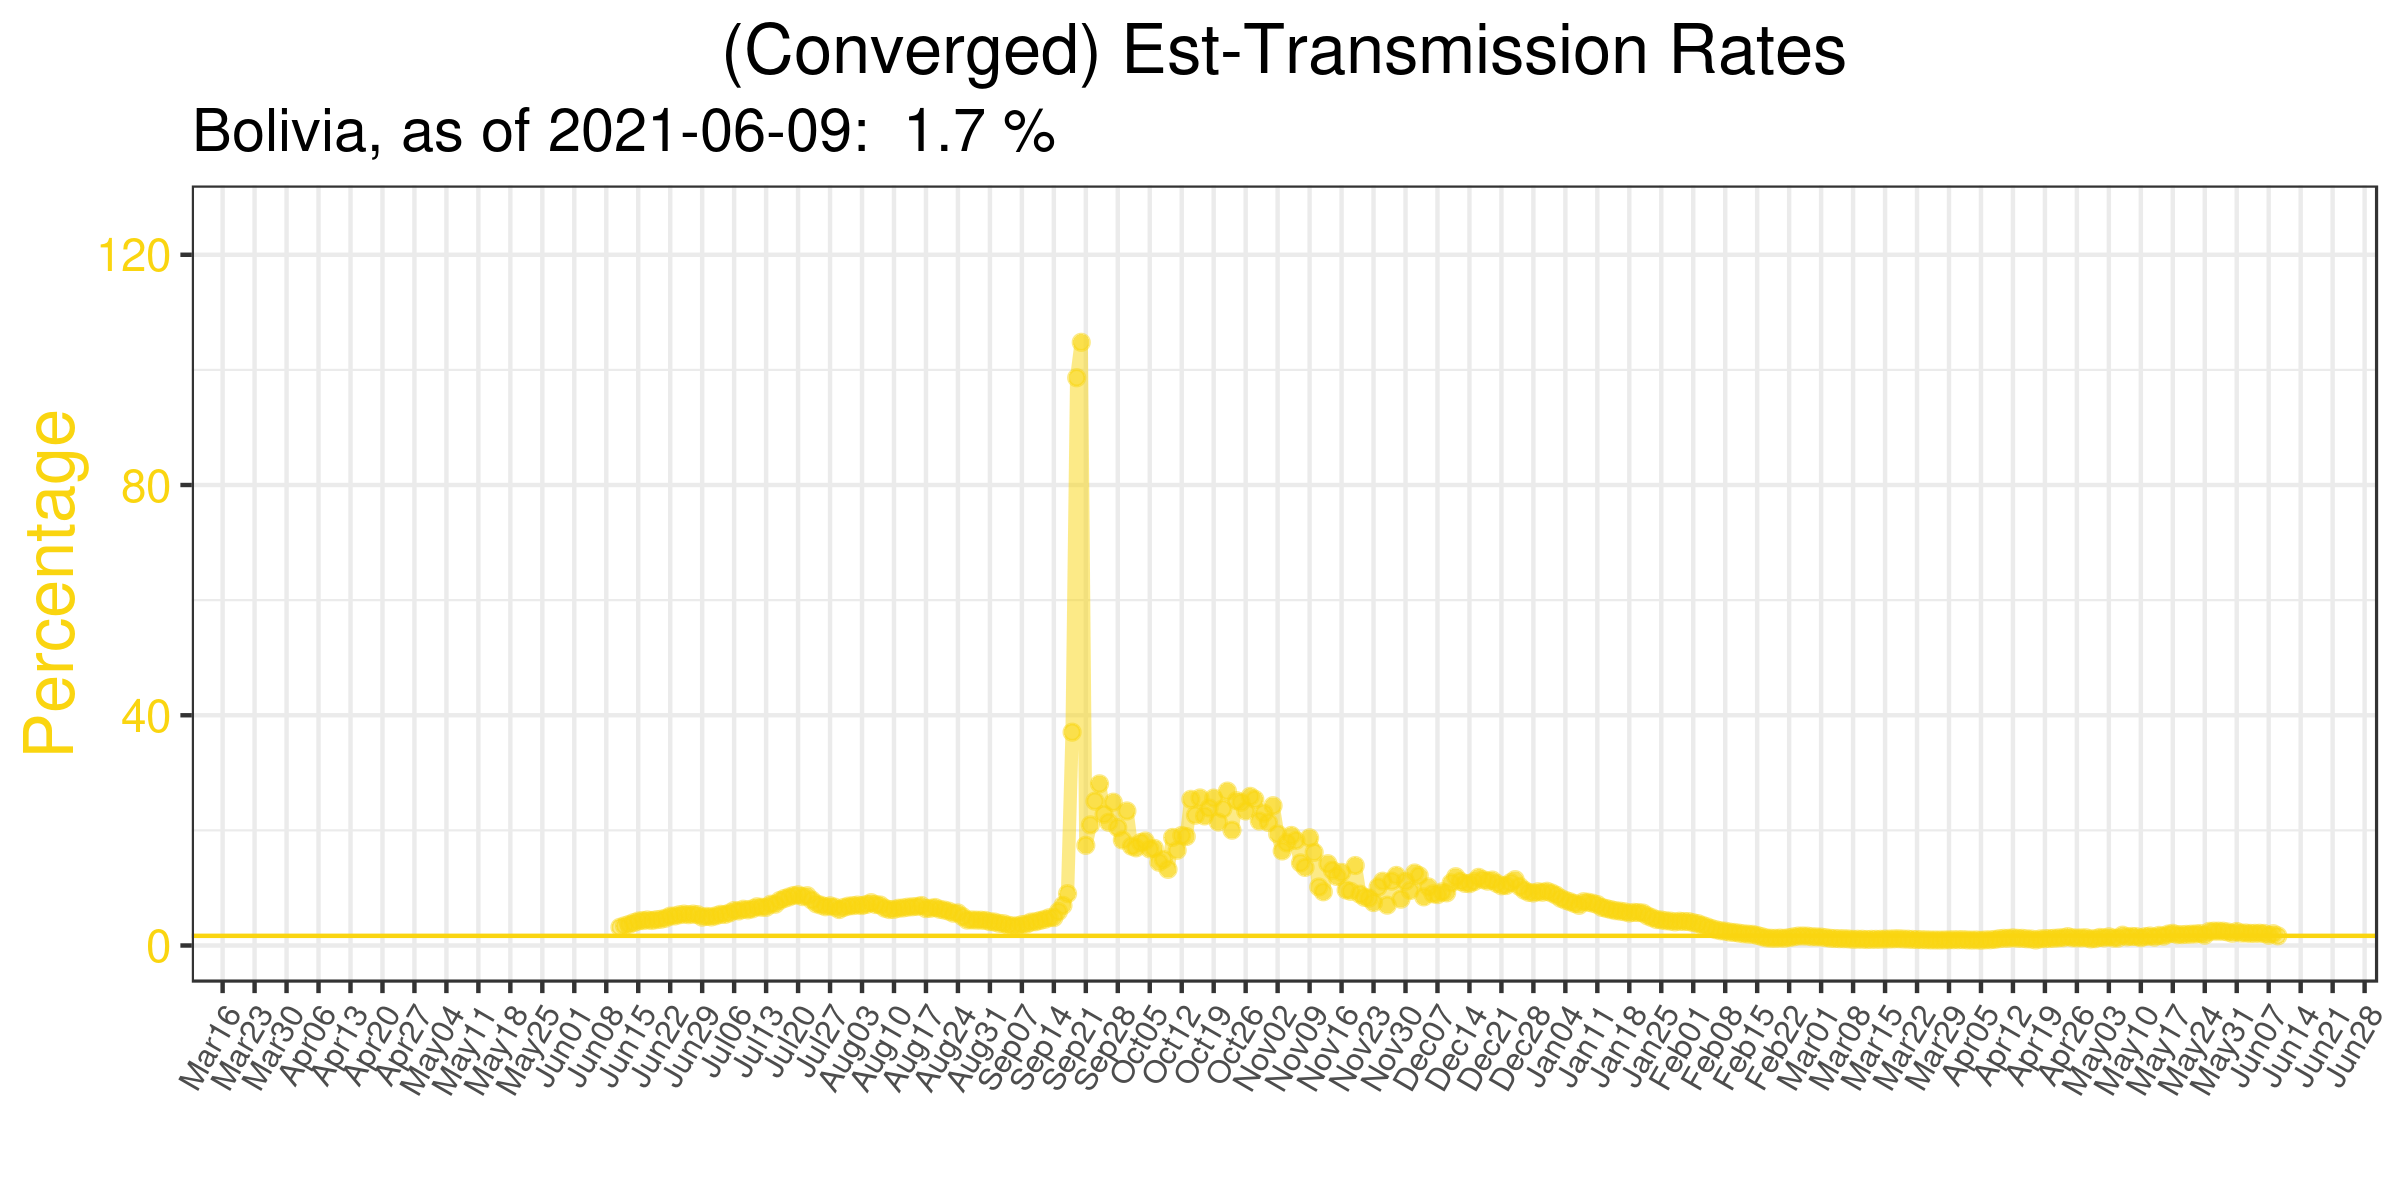 (Converged) Est-Transmission Rates
Bolivia, as of 2021-06-09:  1.7 %
Percentage
120
80
40
0
Mar16
Mar23
Mar30
Apr06
Apr13
Apr20
Apr27
May04
May11
May18
May25
Jun01
Jun08
Jun15
Jun22
Jun29
Jul06
Jul13
Jul20
Jul27
Aug03
Aug10
Aug17
Aug24
Aug31
Sep07
Sep14
Sep21
Sep28
Oct05
Oct12
Oct19
Oct26
Nov02
Nov09
Nov16
Nov23
Nov30
Dec07
Dec14
Dec21
Dec28
Jan04
Jan11
Jan18
Jan25
Feb01
Feb08
Feb15
Feb22
Mar01
Mar08
Mar15
Mar22
Mar29
Apr05
Apr12
Apr19
Apr26
May03
May10
May17
May24
May31
Jun07
Jun14
Jun21
Jun28